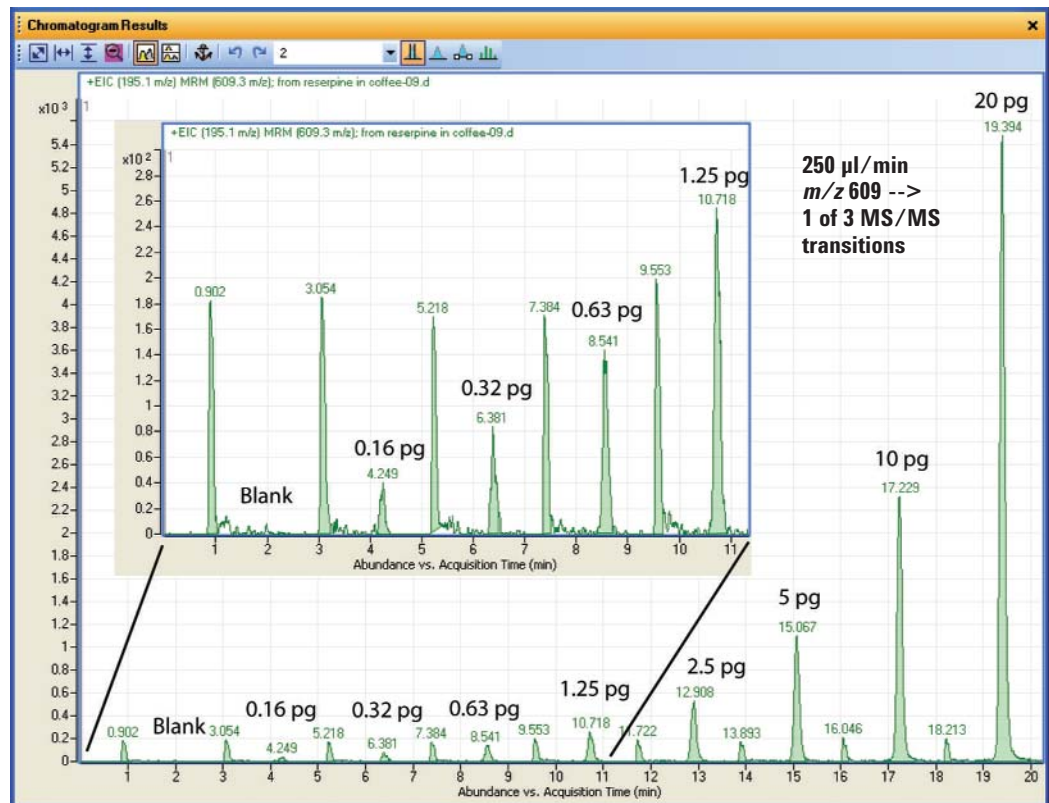 Chromatogram Results
2
+EIC (195.1 m/z) MRM (609.3 m/z); from reserpine in coffee-09.d
x10 3
1
5.4
5.2
5
4.8
4.6
4.4
4.2
4
3.8
3.6
3.4
3.2
3
2.8
2.6
2.4
2.2
2
1.8
1.6
1.4
1.2
1
0.8
0.6
0.4
0.2
0
+EIC (195.1 m/z) MRM (609.3 m/z); from reserpine in coffee-09.d
x10 2
1
2.8
2.6
2.4
2.2
2
1.8
1.6
1.4
1.2
1
0.8
0.6
0.4
0.2
0
0.902
Blank
3.054
0.16 pg
4.249
5.218
0.32 pg
6.381
7.384
0.63 pg
8.541
9.553
1.25 pg
10.718
1 2 3 4 5 6 7 8 9 10 11
Abundance vs. Acquisition Time (min)
250 µl/min
m/z 609 -->
1 of 3 MS/MS
transitions
20 pg
19.394
10 pg
17.229
5 pg
15.067
2.5 pg
12.908
0.902
Blank
3.054
0.16 pg
4.249
5.218
0.32 pg
6.381
7.384
0.63 pg
8.541
9.553
1.25 pg
10.718
11.722
13.893
16.046
18.213
1 2 3 4 5 6 7 8 9 10 11 12 13 14 15 16 17 18 19 20
Abundance vs. Acquisition Time (min)